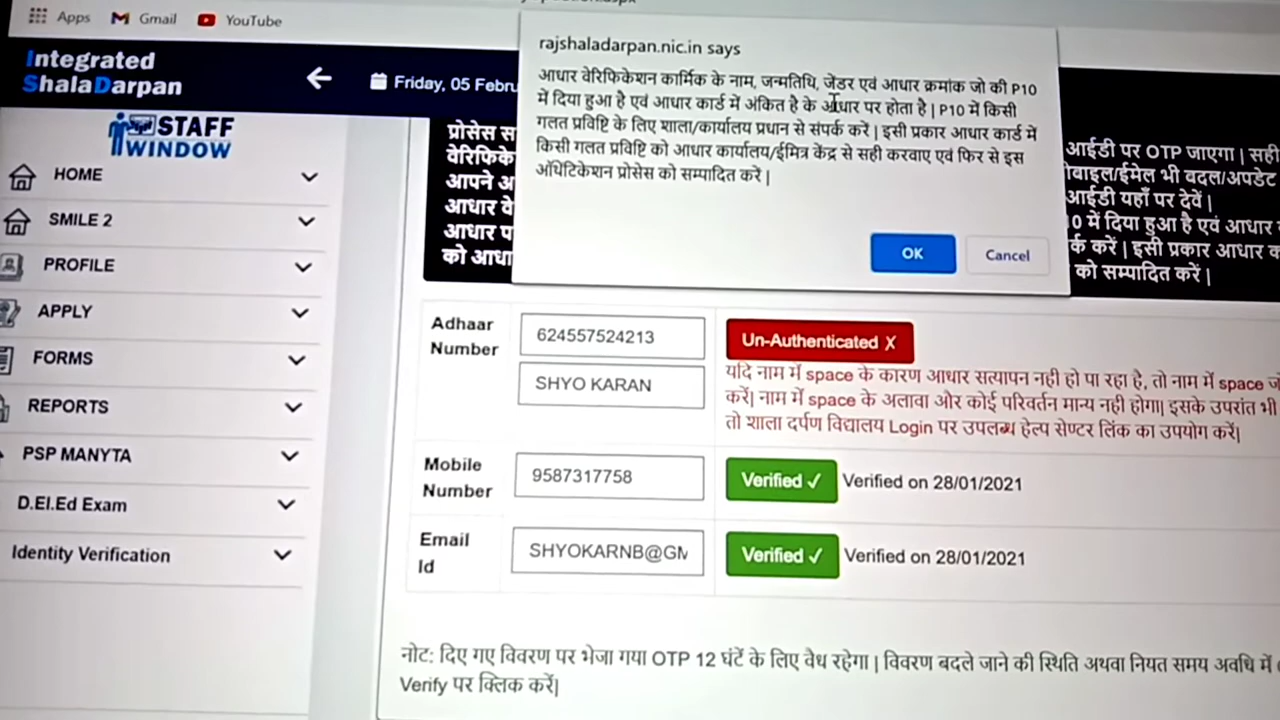 Apps Gmail YouTube
Integrated
ShalaDarpan
Friday, 05 Febru
rajshaladarpan.nic.in says
आधार वेरिफिकेशन कार्मिक के नाम, जन्मतिथि, जेंडर एवं आधार क्रमांक जो की P10
में दिया हुआ है एवं आधार कार्ड में अंकित है के आधार पर होता है | P10 में किसी
गलत प्रविष्टि के लिए शाला/कार्यालय प्रधान से संपर्क करें | इसी प्रकार आधार कार्ड में
किसी गलत प्रविष्टि को आधार कार्यालय/ईमित्र केंद्र से सही करवाए एवं फिर से इस
ऑथेंटिकेशन प्रोसेस को सम्पादित करें |
OK Cancel
STAFF
WINDOW
HOME
SMILE 2
PROFILE
APPLY
FORMS
REPORTS
PSP MANYTA
D.El.Ed Exam
Identity Verification
प्रोसेस स
वेरिफिके
आपने अ
आधार वे
आधार प
को आधा
आईडी पर OTP जाएगा | सही
ोबाइल/ईमेल भी बदल/अपडेट
आईडी यहाँ पर देवें |
0 में दिया हुआ है एवं आधार
र्क करें | इसी प्रकार आधार क
को सम्पादित करें |
Adhaar
Number
624557524213
SHYO KARAN
Un-Authenticated ✗
यदि नाम में space के कारण आधार सत्यापन नही हो पा रहा है, तो नाम में space ज
करें| नाम में space के अलावा और कोई परिवर्तन मान्य नही होगा| इसके उपरांत भी
तो शाला दर्पण विद्यालय Login पर उपलब्ध हेल्प सेण्टर लिंक का उपयोग करें|
Mobile
Number
9587317758
Verified ✓ Verified on 28/01/2021
Email
Id
SHYOKARNB@GM
Verified ✓ Verified on 28/01/2021
नोट: दिए गए विवरण पर भेजा गया OTP 12 घंटें के लिए वैध रहेगा | विवरण बदले जाने की स्थिति अथवा नियत समय अवधि में
Verify पर क्लिक करें|